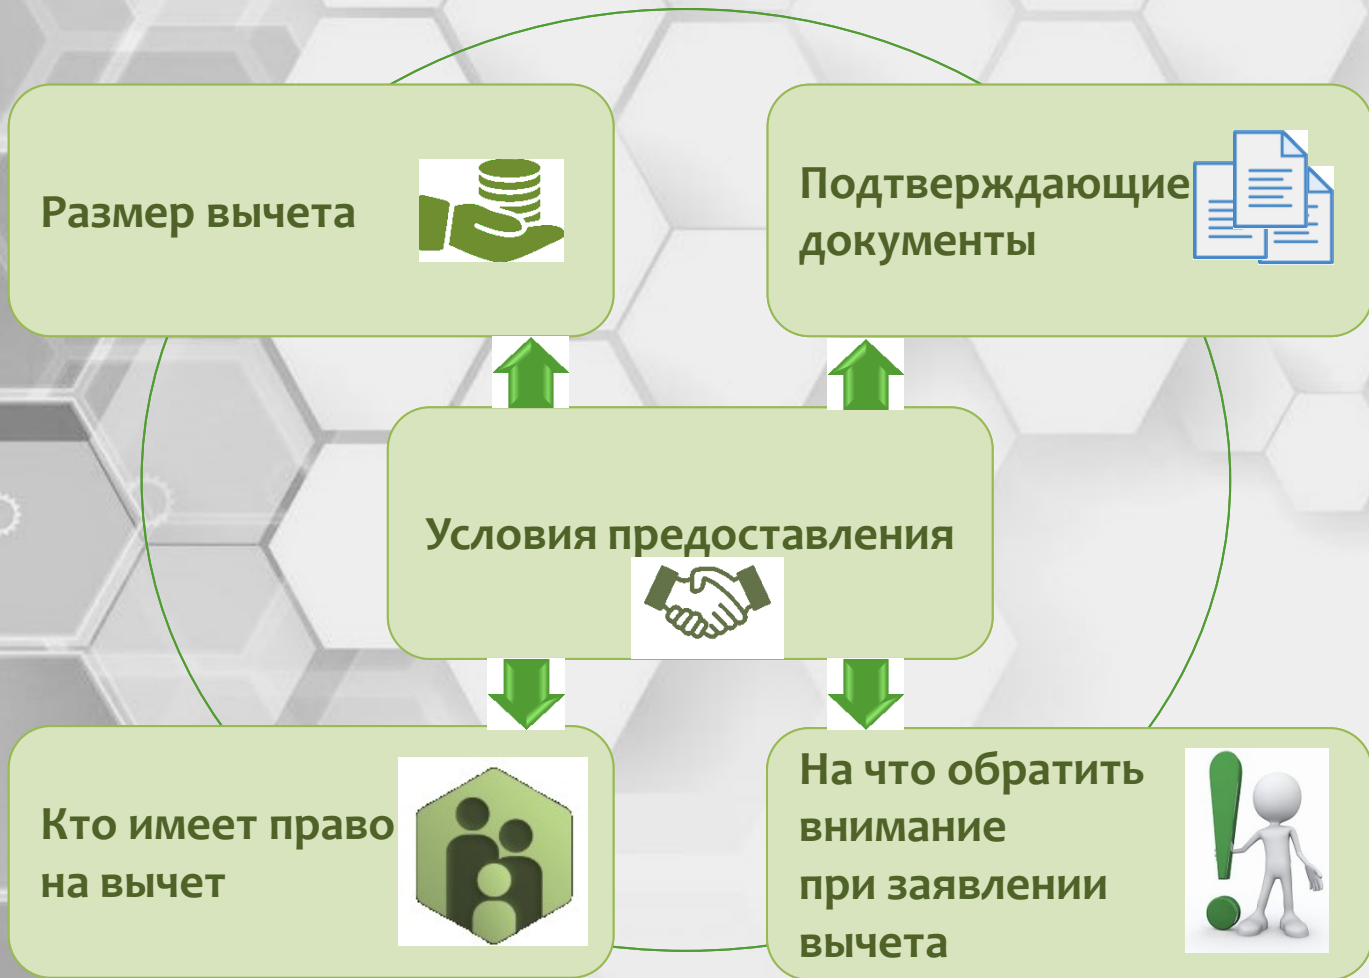 Размер вычета
Подтверждающие
документы
Условия предоставления
Кто имеет право
на вычет
На что обратить
внимание
при заявлении
вычета